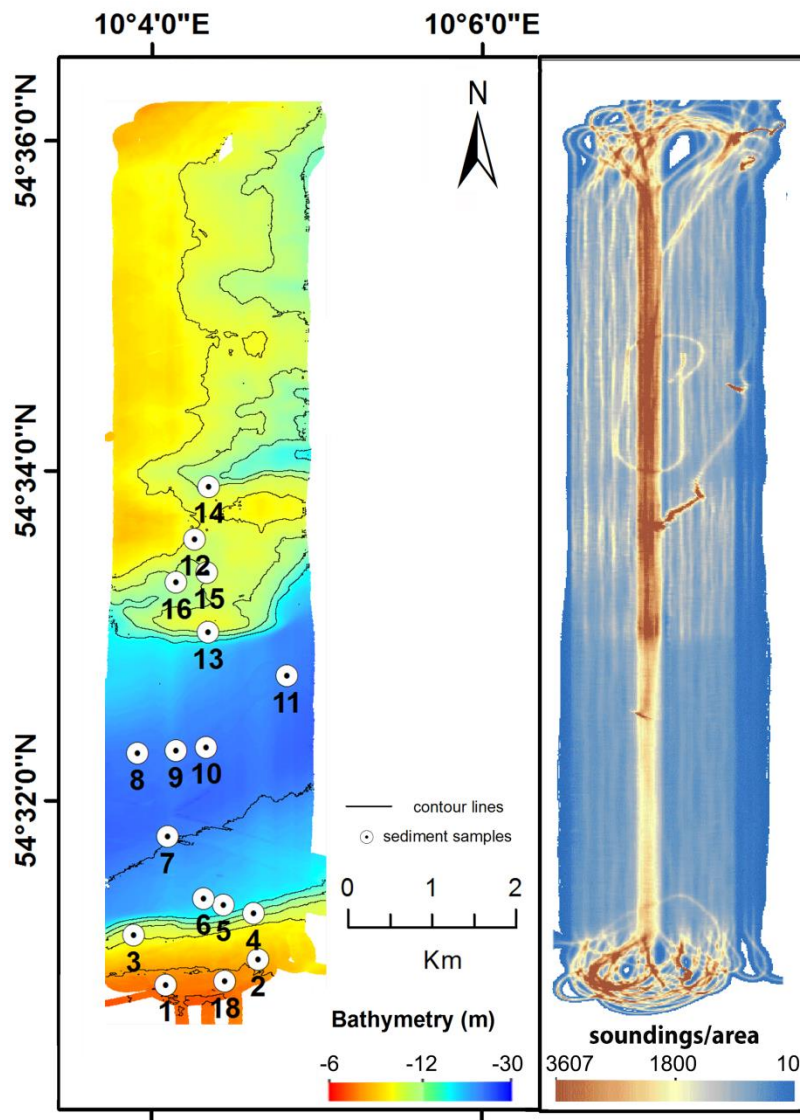 10°4'0"E
10°6'0"E
54°36'0"N
54°34'0"N
54°32'0"N
N
14
12
15
16
13
11
8
9
10
7
6
5
4
3
2
1
18
contour lines
sediment samples
0 1 2
Km
Bathymetry (m)
-6 -12 -30
soundings/area
3607 1800 10